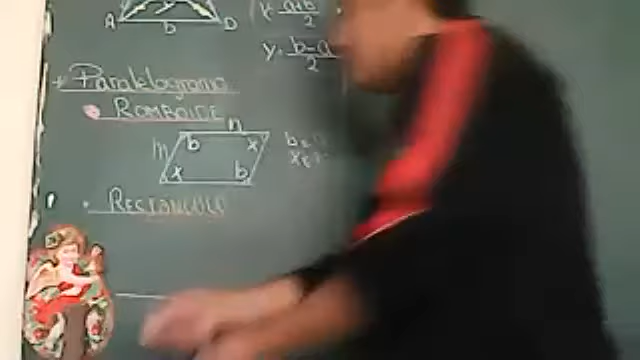 A b D
x = a+b/2
y = b-a/2
Paralelogramo
ROMBOIDE
n
m b x
x b
RECTANGULO